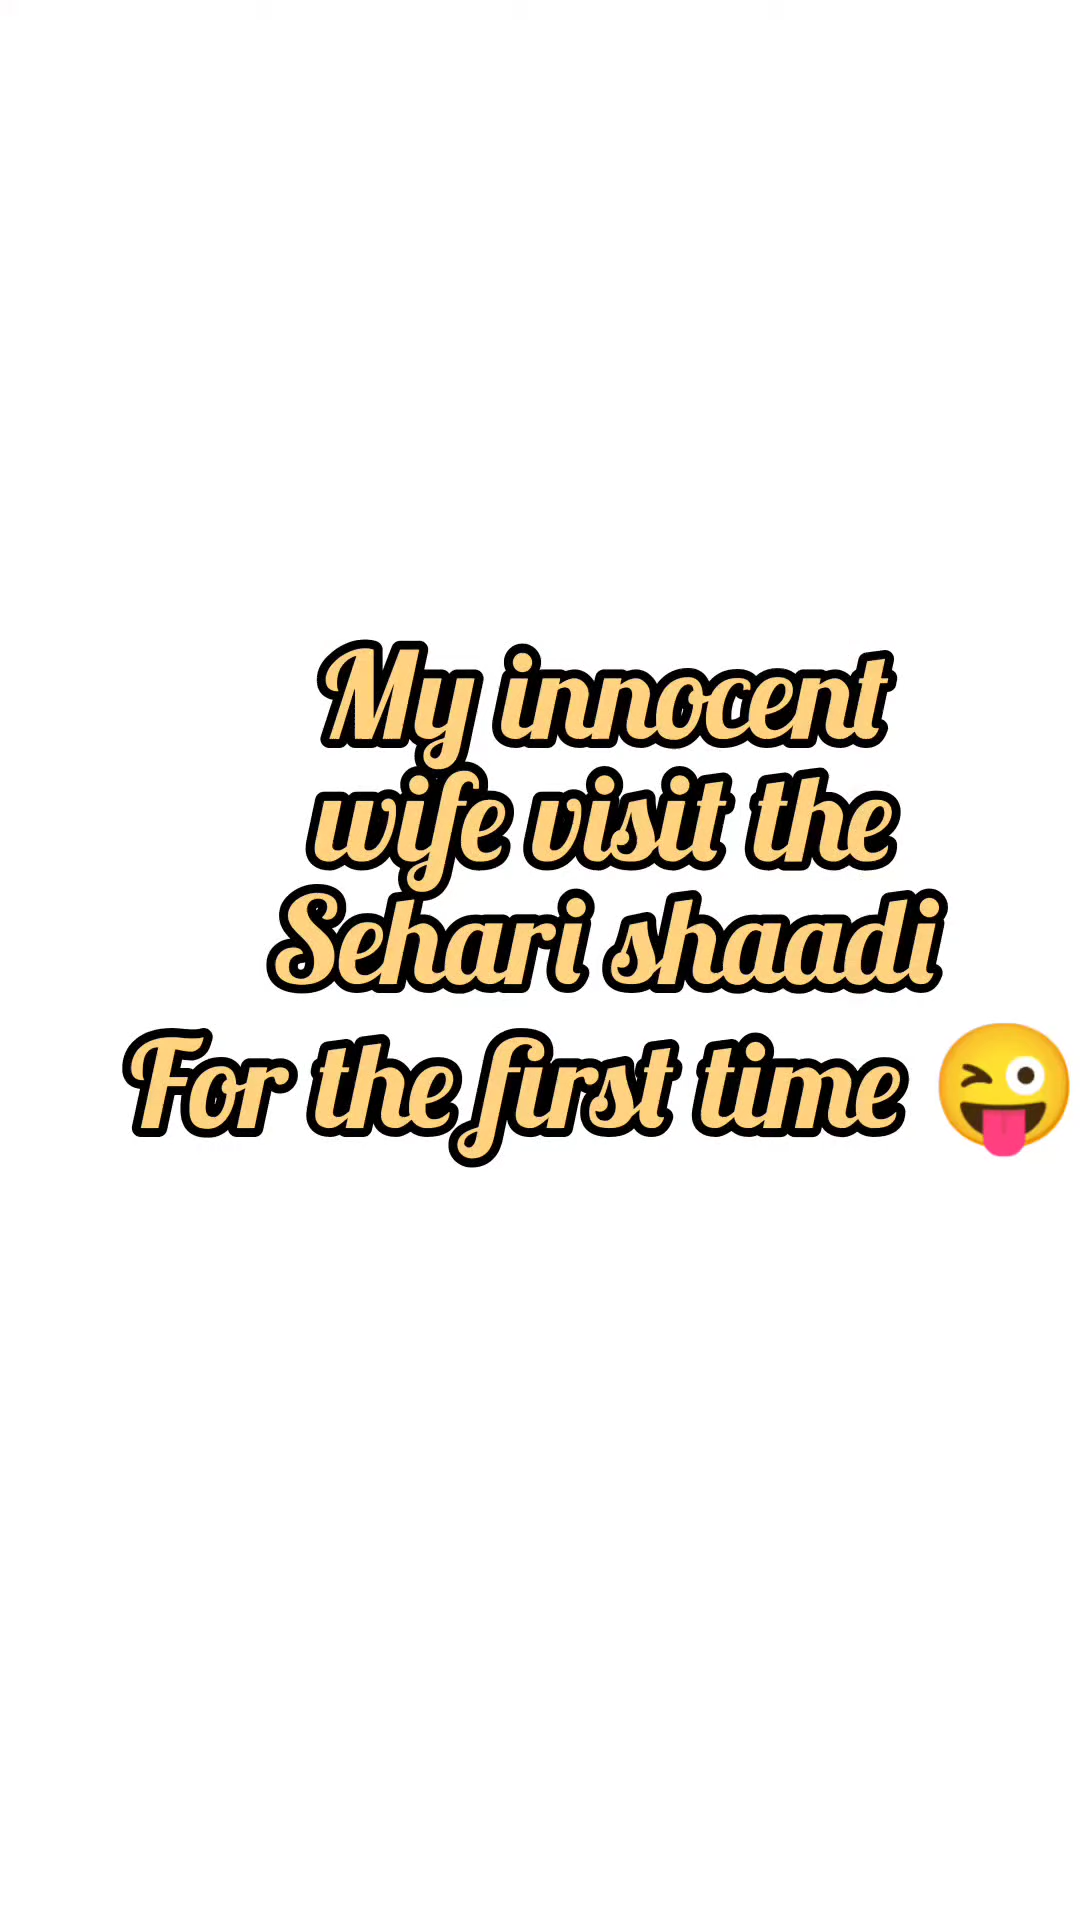 My innocent
wife visit the
Sehari shaadi
For the first time 😜